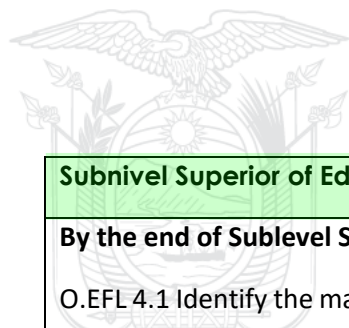 Subnivel Superior of Ed
By the end of Sublevel S
O.EFL 4.1 Identify the ma